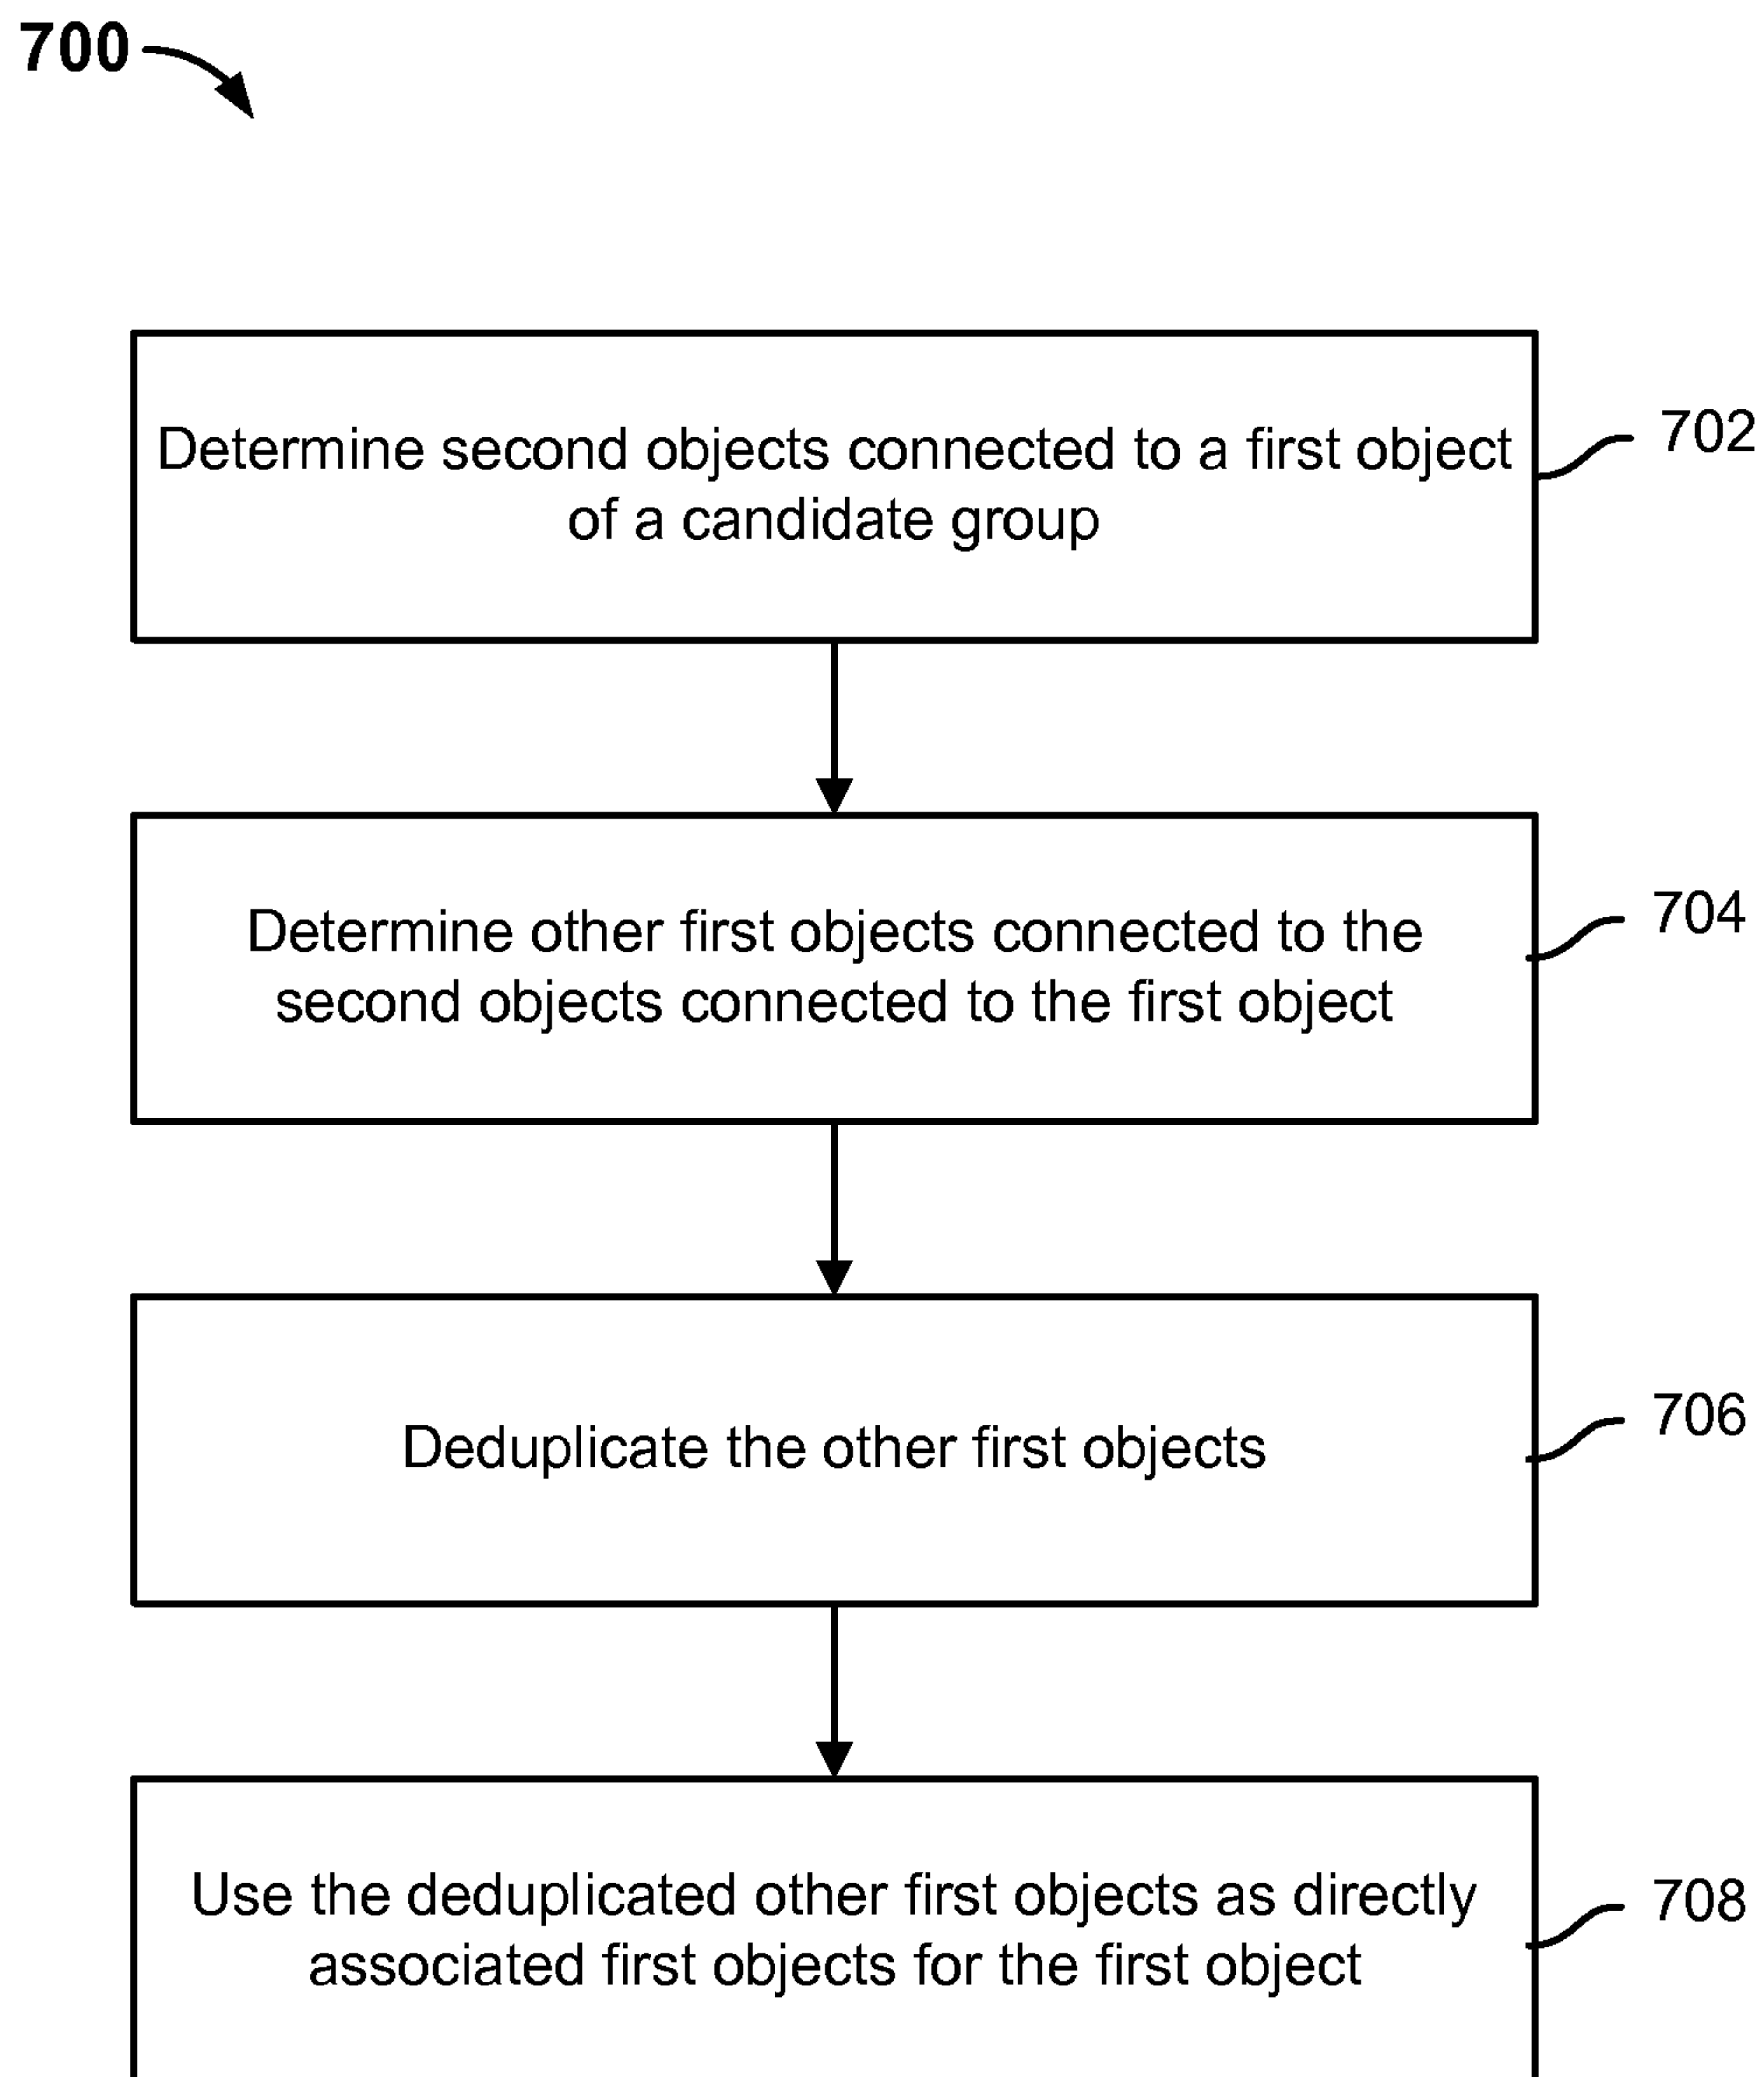 700
Determine second objects connected to a first object
of a candidate group
702
Determine other first objects connected to the
second objects connected to the first object
704
Deduplicate the other first objects
706
Use the deduplicated other first objects as directly
associated first objects for the first object
708